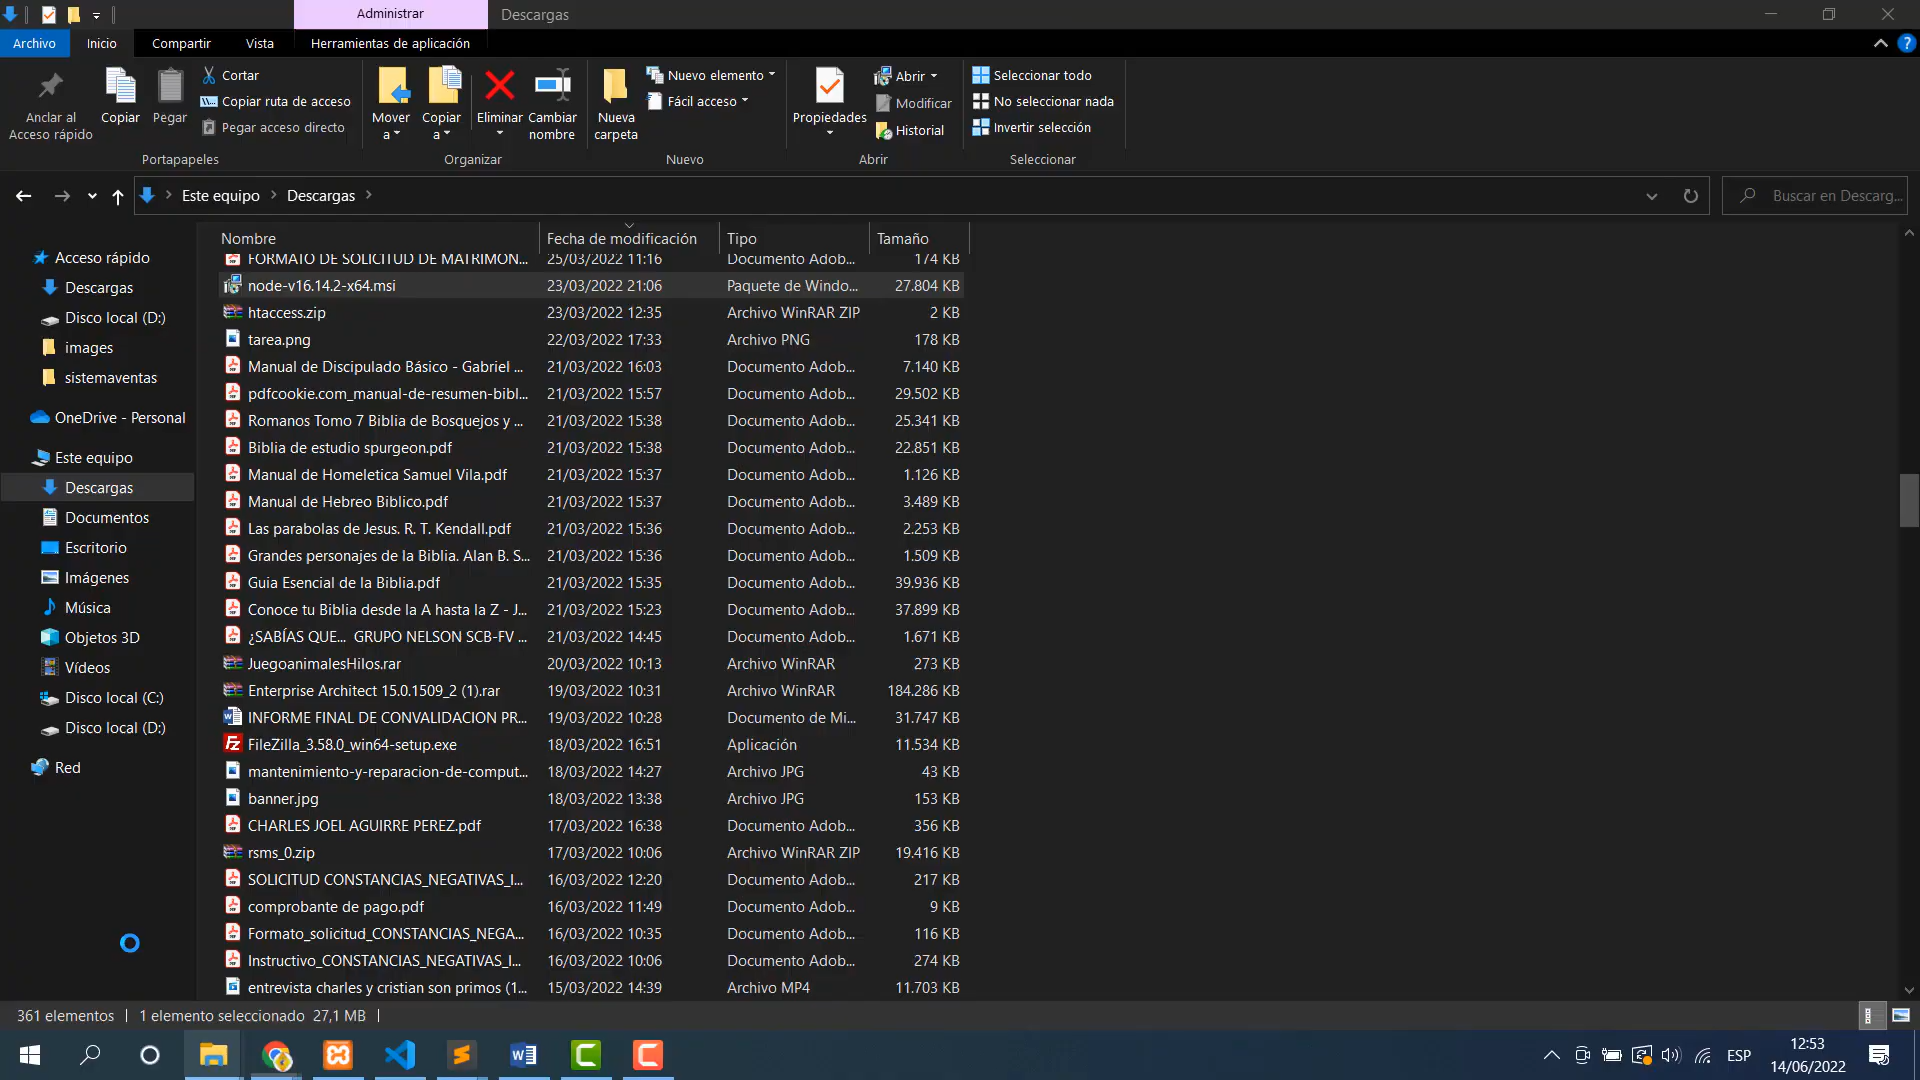 Administrar
Descargas
Archivo
Inicio
Compartir
Vista
Herramientas de aplicación
Anclar al
Acceso rápido
Copiar
Pegar
Cortar
Copiar ruta de acceso
Pegar acceso directo
Portapapeles
Mover
a
Copiar
a
Eliminar
Cambiar
nombre
Organizar
Nueva
carpeta
Nuevo elemento
Fácil acceso
Nuevo
Propiedades
Abrir
Modificar
Historial
Abrir
Seleccionar todo
No seleccionar nada
Invertir selección
Seleccionar
Este equipo > Descargas >
Buscar en Descarg...
Acceso rápido
Descargas
Disco local (D:)
images
sistemaventas
OneDrive - Personal
Este equipo
Descargas
Documentos
Escritorio
Imágenes
Música
Objetos 3D
Vídeos
Disco local (C:)
Disco local (D:)
Red
Nombre Fecha de modificación Tipo Tamaño
FORMATO DE SOLICITUD DE MATRIMON... 25/03/2022 11:16 Documento Adob... 174 KB
node-v16.14.2-x64.msi 23/03/2022 21:06 Paquete de Windo... 27.804 KB
htaccess.zip 23/03/2022 12:35 Archivo WinRAR ZIP 2 KB
tarea.png 22/03/2022 17:33 Archivo PNG 178 KB
Manual de Discipulado Básico - Gabriel ... 21/03/2022 16:03 Documento Adob... 7.140 KB
pdfcookie.com_manual-de-resumen-bibl... 21/03/2022 15:57 Documento Adob... 29.502 KB
Romanos Tomo 7 Biblia de Bosquejos y ... 21/03/2022 15:38 Documento Adob... 25.341 KB
Biblia de estudio spurgeon.pdf 21/03/2022 15:38 Documento Adob... 22.851 KB
Manual de Homeletica Samuel Vila.pdf 21/03/2022 15:37 Documento Adob... 1.126 KB
Manual de Hebreo Biblico.pdf 21/03/2022 15:37 Documento Adob... 3.489 KB
Las parabolas de Jesus. R. T. Kendall.pdf 21/03/2022 15:36 Documento Adob... 2.253 KB
Grandes personajes de la Biblia. Alan B. S... 21/03/2022 15:36 Documento Adob... 1.509 KB
Guia Esencial de la Biblia.pdf 21/03/2022 15:35 Documento Adob... 39.936 KB
Conoce tu Biblia desde la A hasta la Z - J... 21/03/2022 15:23 Documento Adob... 37.899 KB
¿SABÍAS QUE... GRUPO NELSON SCB-FV ... 21/03/2022 14:45 Documento Adob... 1.671 KB
JuegoanimalesHilos.rar 20/03/2022 10:13 Archivo WinRAR 273 KB
Enterprise Architect 15.0.1509_2 (1).rar 19/03/2022 10:31 Archivo WinRAR 184.286 KB
INFORME FINAL DE CONVALIDACION PR... 19/03/2022 10:28 Documento de Mi... 31.747 KB
FileZilla_3.58.0_win64-setup.exe 18/03/2022 16:51 Aplicación 11.534 KB
mantenimiento-y-reparacion-de-comput... 18/03/2022 14:27 Archivo JPG 43 KB
banner.jpg 18/03/2022 13:38 Archivo JPG 153 KB
CHARLES JOEL AGUIRRE PEREZ.pdf 17/03/2022 16:38 Documento Adob... 356 KB
rsms_0.zip 17/03/2022 10:06 Archivo WinRAR ZIP 19.416 KB
SOLICITUD CONSTANCIAS_NEGATIVAS_I... 16/03/2022 12:20 Documento Adob... 217 KB
comprobante de pago.pdf 16/03/2022 11:49 Documento Adob... 9 KB
Formato_solicitud_CONSTANCIAS_NEGA... 16/03/2022 10:35 Documento Adob... 116 KB
Instructivo_CONSTANCIAS_NEGATIVAS_I... 16/03/2022 10:06 Documento Adob... 274 KB
entrevista charles y cristian son primos (1... 15/03/2022 14:39 Archivo MP4 11.703 KB
361 elementos | 1 elemento seleccionado 27,1 MB |
ESP
12:53
14/06/2022